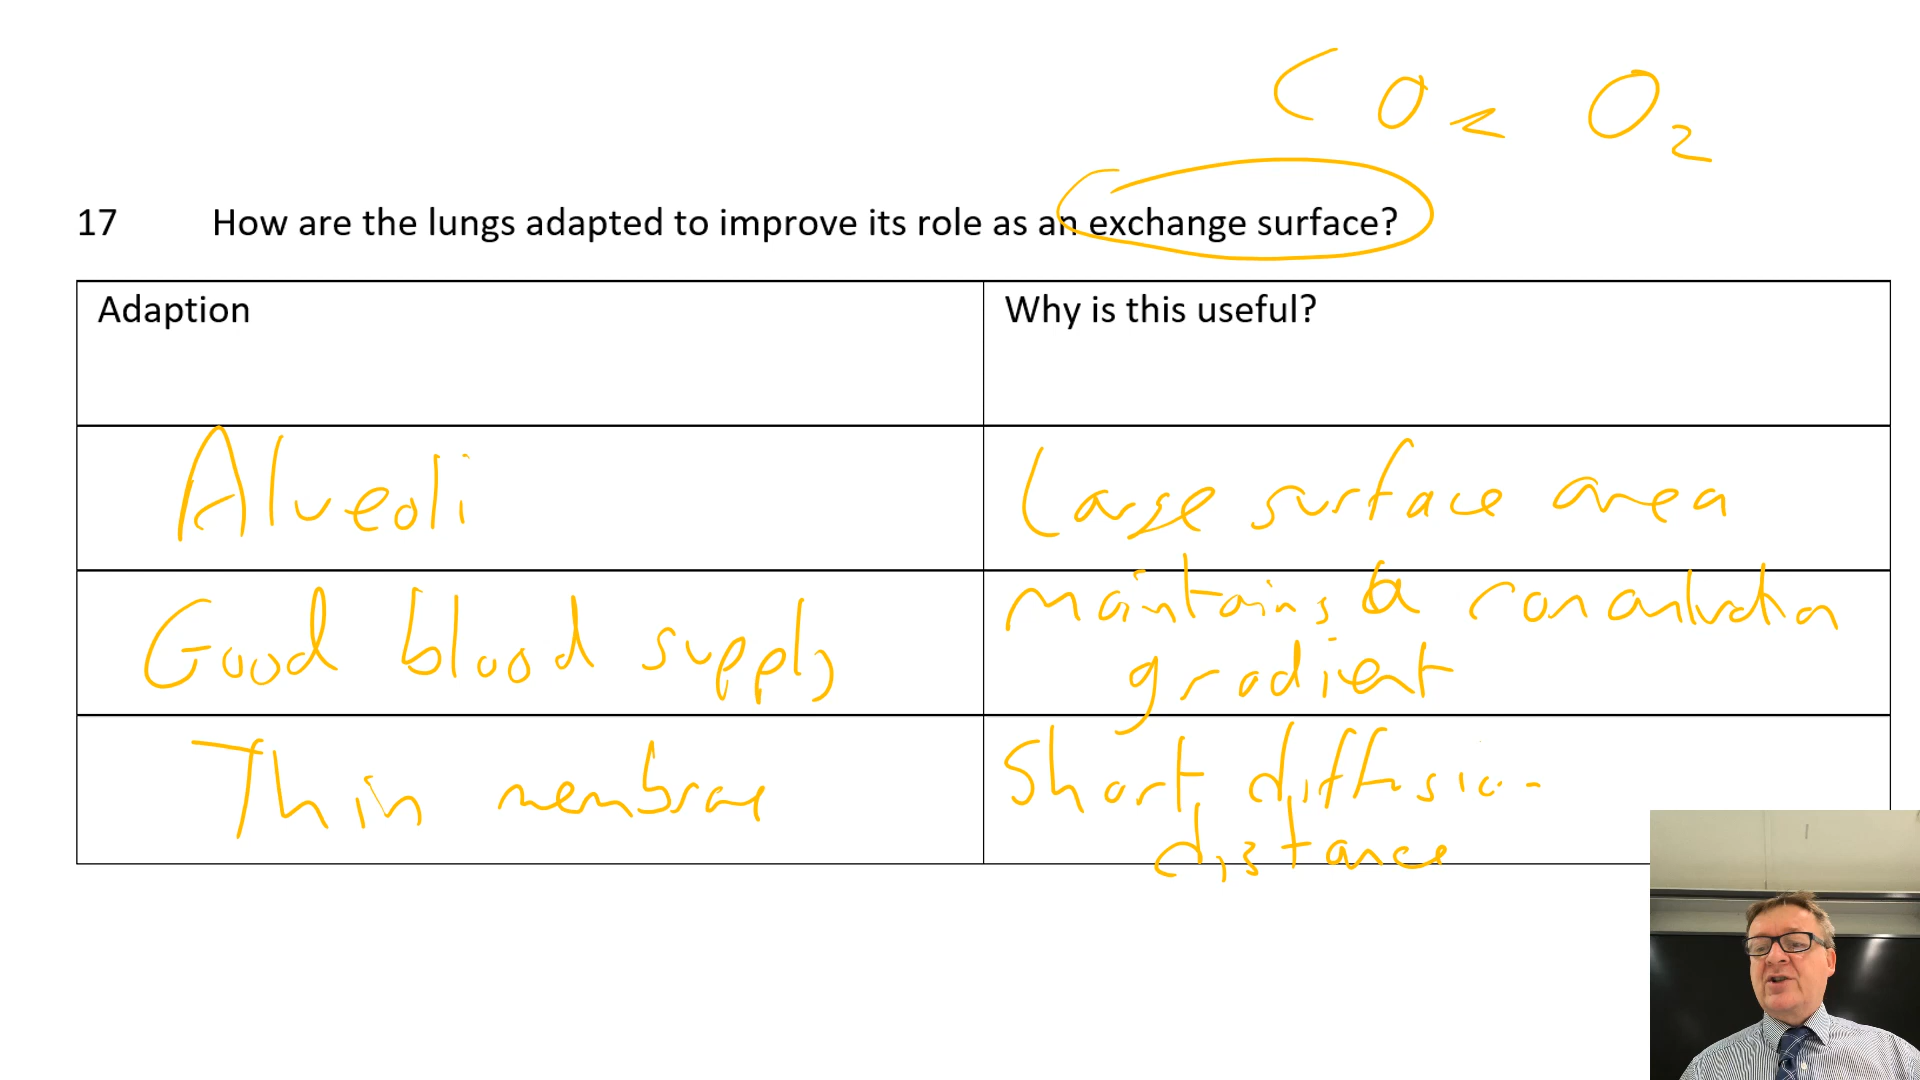 CO2 O2
17 How are the lungs adapted to improve its role as an exchange surface?
Adaption Why is this useful?
Alveoli Large surface area
Good blood supply maintains a concentration
gradient
Thin membrane Short diffusion
distance